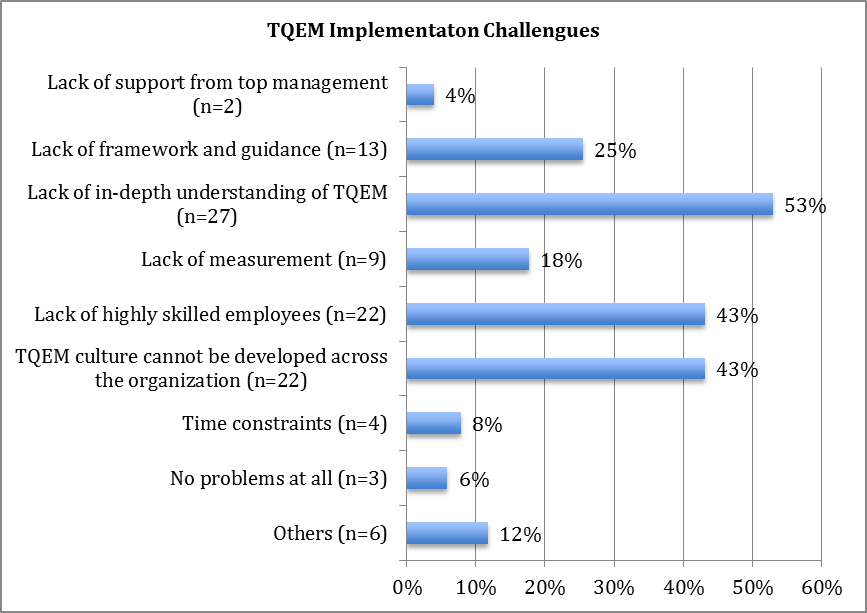 TQEM Implementaton Challengues
Lack of support from top management
(n=2)
4%
Lack of framework and guidance (n=13)
25%
Lack of in-depth understanding of TQEM
(n=27)
53%
Lack of measurement (n=9)
18%
Lack of highly skilled employees (n=22)
43%
TQEM culture cannot be developed across
the organization (n=22)
43%
Time constraints (n=4)
8%
No problems at all (n=3)
6%
Others (n=6)
12%
0% 10% 20% 30% 40% 50% 60%